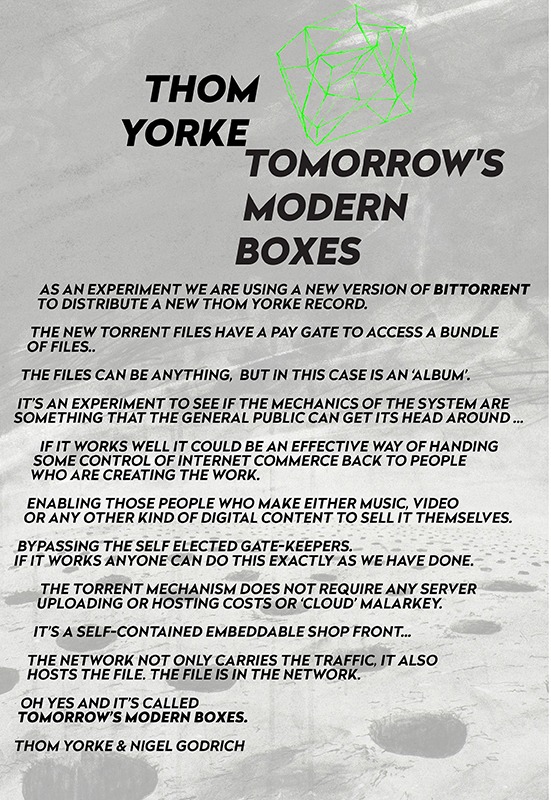 THOM
YORKE
TOMORROW'S
MODERN
BOXES
AS AN EXPERIMENT WE ARE USING A NEW VERSION OF BITTORRENT
TO DISTRIBUTE A NEW THOM YORKE RECORD.
THE NEW TORRENT FILES HAVE A PAY GATE TO ACCESS A BUNDLE
OF FILES..
THE FILES CAN BE ANYTHING, BUT IN THIS CASE IS AN 'ALBUM'.
IT'S AN EXPERIMENT TO SEE IF THE MECHANICS OF THE SYSTEM ARE
SOMETHING THAT THE GENERAL PUBLIC CAN GET ITS HEAD AROUND ...
IF IT WORKS WELL IT COULD BE AN EFFECTIVE WAY OF HANDING
SOME CONTROL OF INTERNET COMMERCE BACK TO PEOPLE
WHO ARE CREATING THE WORK.
ENABLING THOSE PEOPLE WHO MAKE EITHER MUSIC, VIDEO
OR ANY OTHER KIND OF DIGITAL CONTENT TO SELL IT THEMSELVES.
BYPASSING THE SELF ELECTED GATE-KEEPERS.
IF IT WORKS ANYONE CAN DO THIS EXACTLY AS WE HAVE DONE.
THE TORRENT MECHANISM DOES NOT REQUIRE ANY SERVER
UPLOADING OR HOSTING COSTS OR 'CLOUD' MALARKEY.
IT'S A SELF-CONTAINED EMBEDDABLE SHOP FRONT...
THE NETWORK NOT ONLY CARRIES THE TRAFFIC, IT ALSO
HOSTS THE FILE. THE FILE IS IN THE NETWORK.
OH YES AND IT'S CALLED
TOMORROW'S MODERN BOXES.
THOM YORKE & NIGEL GODRICH